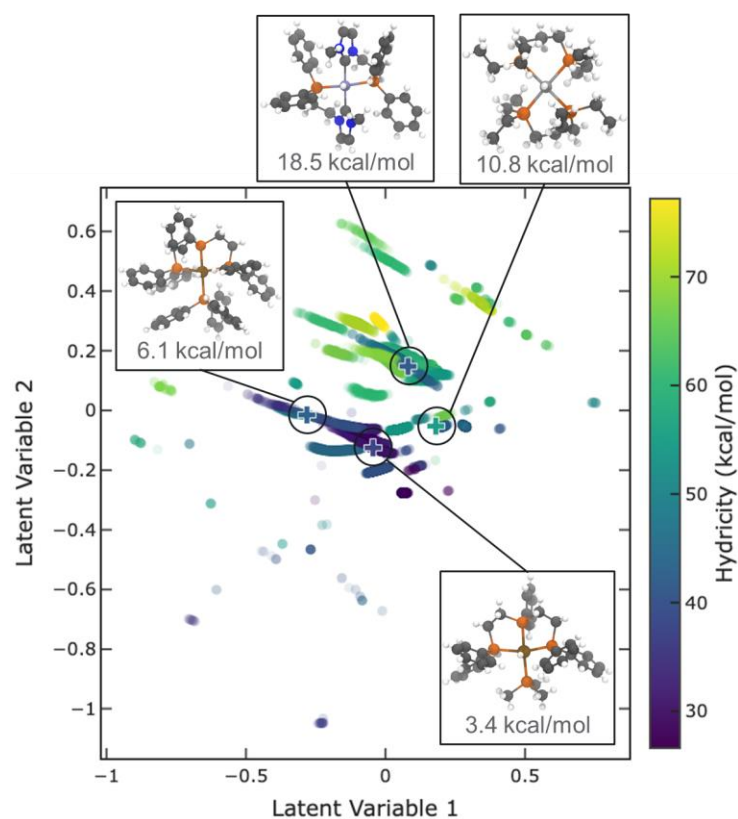 18.5 kcal/mol
10.8 kcal/mol
6.1 kcal/mol
3.4 kcal/mol
0.6
0.4
0.2
0
−0.2
−0.4
−0.6
−0.8
−1
Latent Variable 2
−1
−0.5
0
0.5
Latent Variable 1
70
60
50
40
30
Hydricity (kcal/mol)